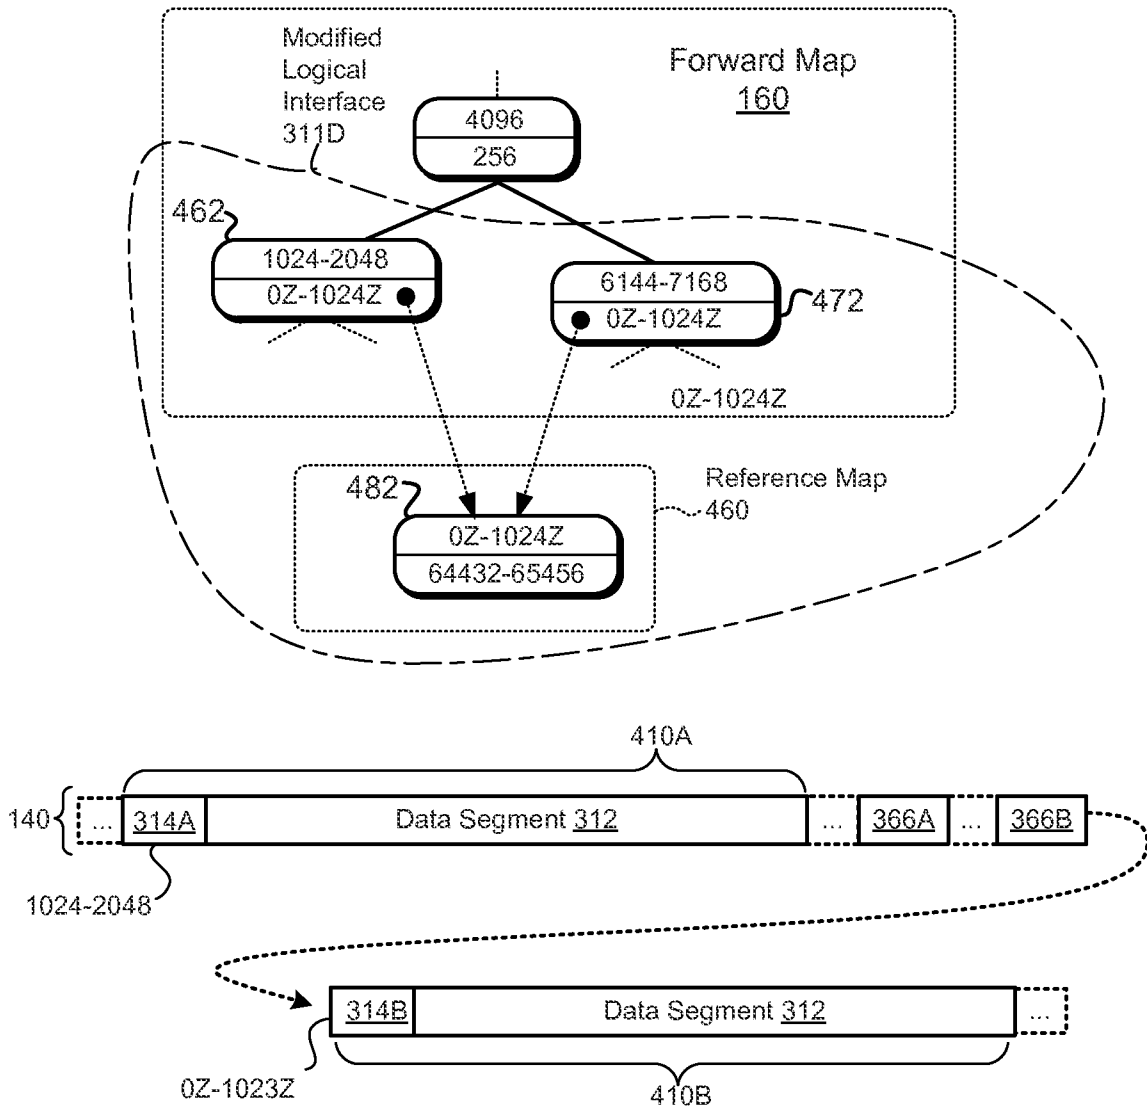 Modified
Logical
Interface
311D
Forward Map
160
4096
256
462
1024-2048
0Z-1024Z
6144-7168
0Z-1024Z
472
0Z-1024Z
Reference Map
460
482
0Z-1024Z
64432-65456
410A
140
... 314A Data Segment 312 ... 366A ... 366B
1024-2048
314B Data Segment 312 ...
0Z-1023Z
410B